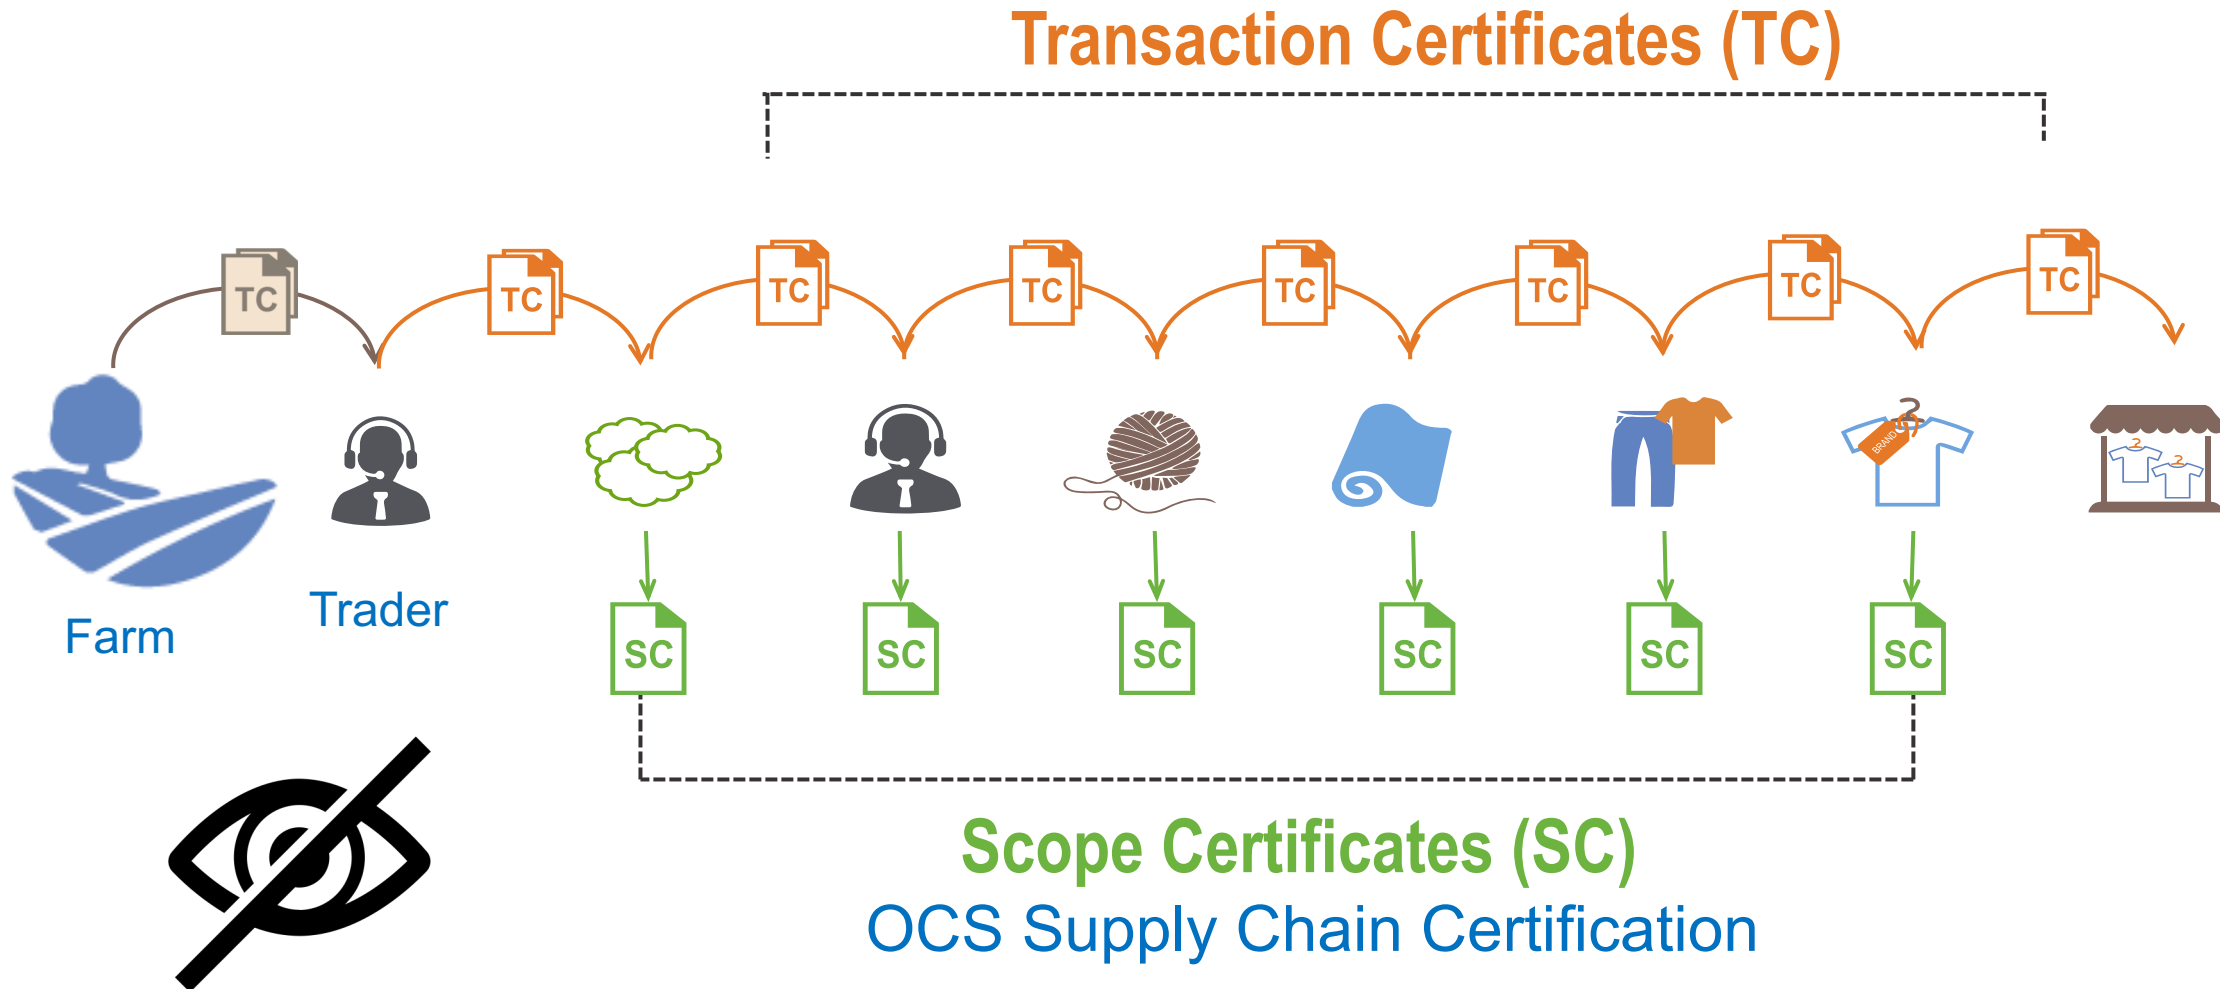 Transaction Certificates (TC)
TC
TC
TC
TC
TC
TC
TC
TC
BRAND
Farm
Trader
SC
SC
SC
SC
SC
SC
Scope Certificates (SC)
OCS Supply Chain Certification